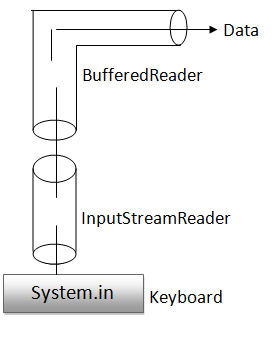 Data
BufferedReader
InputStreamReader
System.in
Keyboard